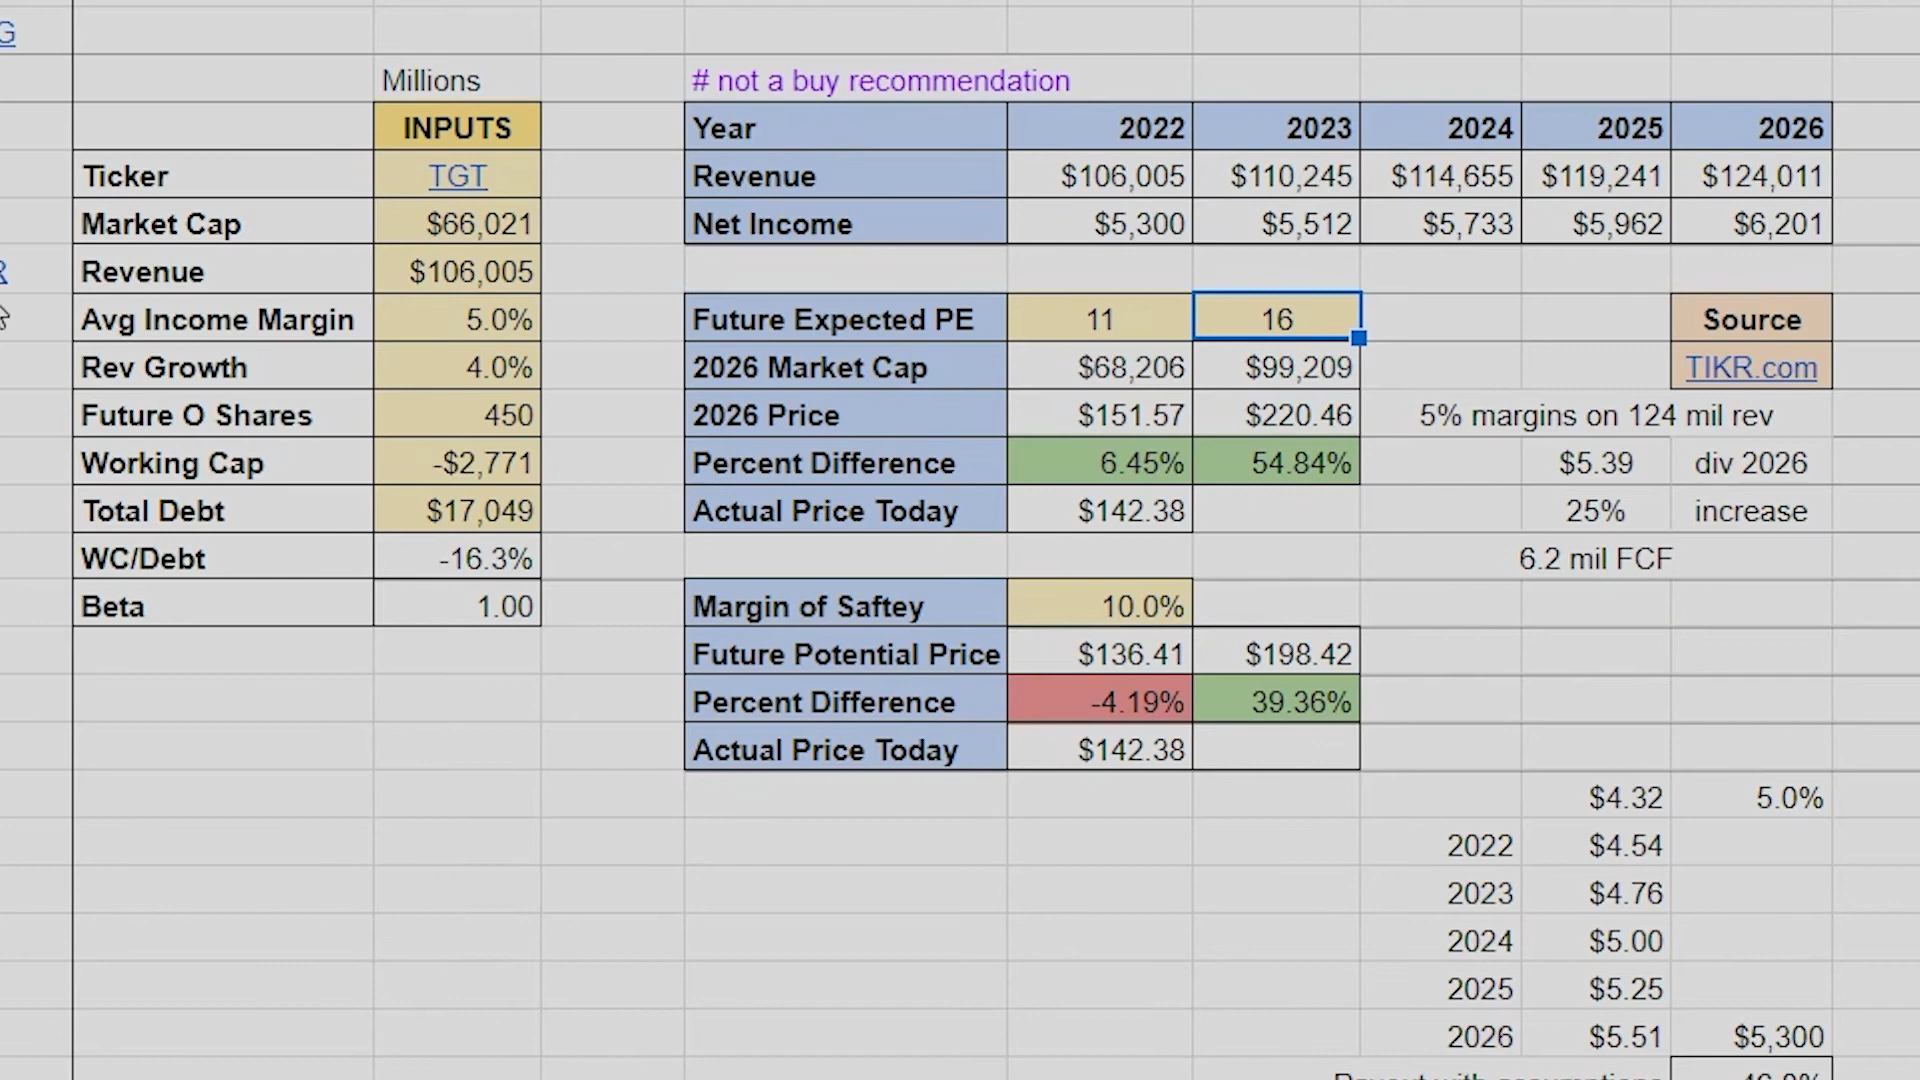 G
Millions # not a buy recommendation
INPUTS Year 2022 2023 2024 2025 2026
Ticker TGT Revenue $106,005 $110,245 $114,655 $119,241 $124,011
Market Cap $66,021 Net Income $5,300 $5,512 $5,733 $5,962 $6,201
R Revenue $106,005
Avg Income Margin 5.0% Future Expected PE 11 16 Source
Rev Growth 4.0% 2026 Market Cap $68,206 $99,209 TIKR.com
Future O Shares 450 2026 Price $151.57 $220.46 5% margins on 124 mil rev
Working Cap -$2,771 Percent Difference 6.45% 54.84% $5.39 div 2026
Total Debt $17,049 Actual Price Today $142.38 25% increase
WC/Debt -16.3% 6.2 mil FCF
Beta 1.00 Margin of Saftey 10.0%
Future Potential Price $136.41 $198.42
Percent Difference -4.19% 39.36%
Actual Price Today $142.38
$4.32 5.0%
2022 $4.54
2023 $4.76
2024 $5.00
2025 $5.25
2026 $5.51 $5,300